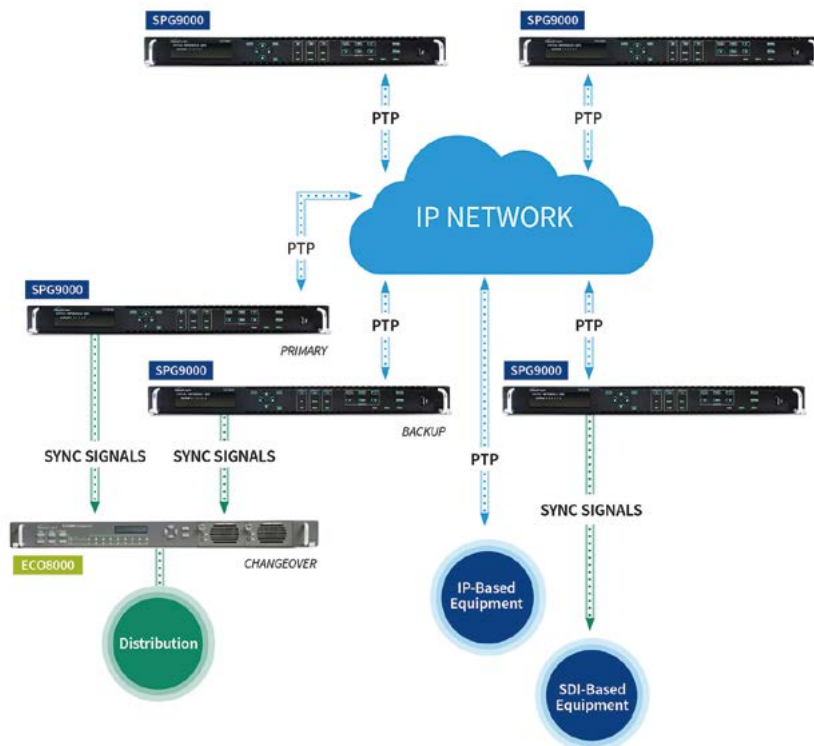 SPG9000
SPG9000
PTP
PTP
IP NETWORK
PTP
SPG9000
PRIMARY
PTP
PTP
SPG9000
SPG9000
BACKUP
SYNC SIGNALS
SYNC SIGNALS
PTP
SYNC SIGNALS
ECO8000
CHANGEOVER
IP-Based
Equipment
Distribution
SDI-Based
Equipment